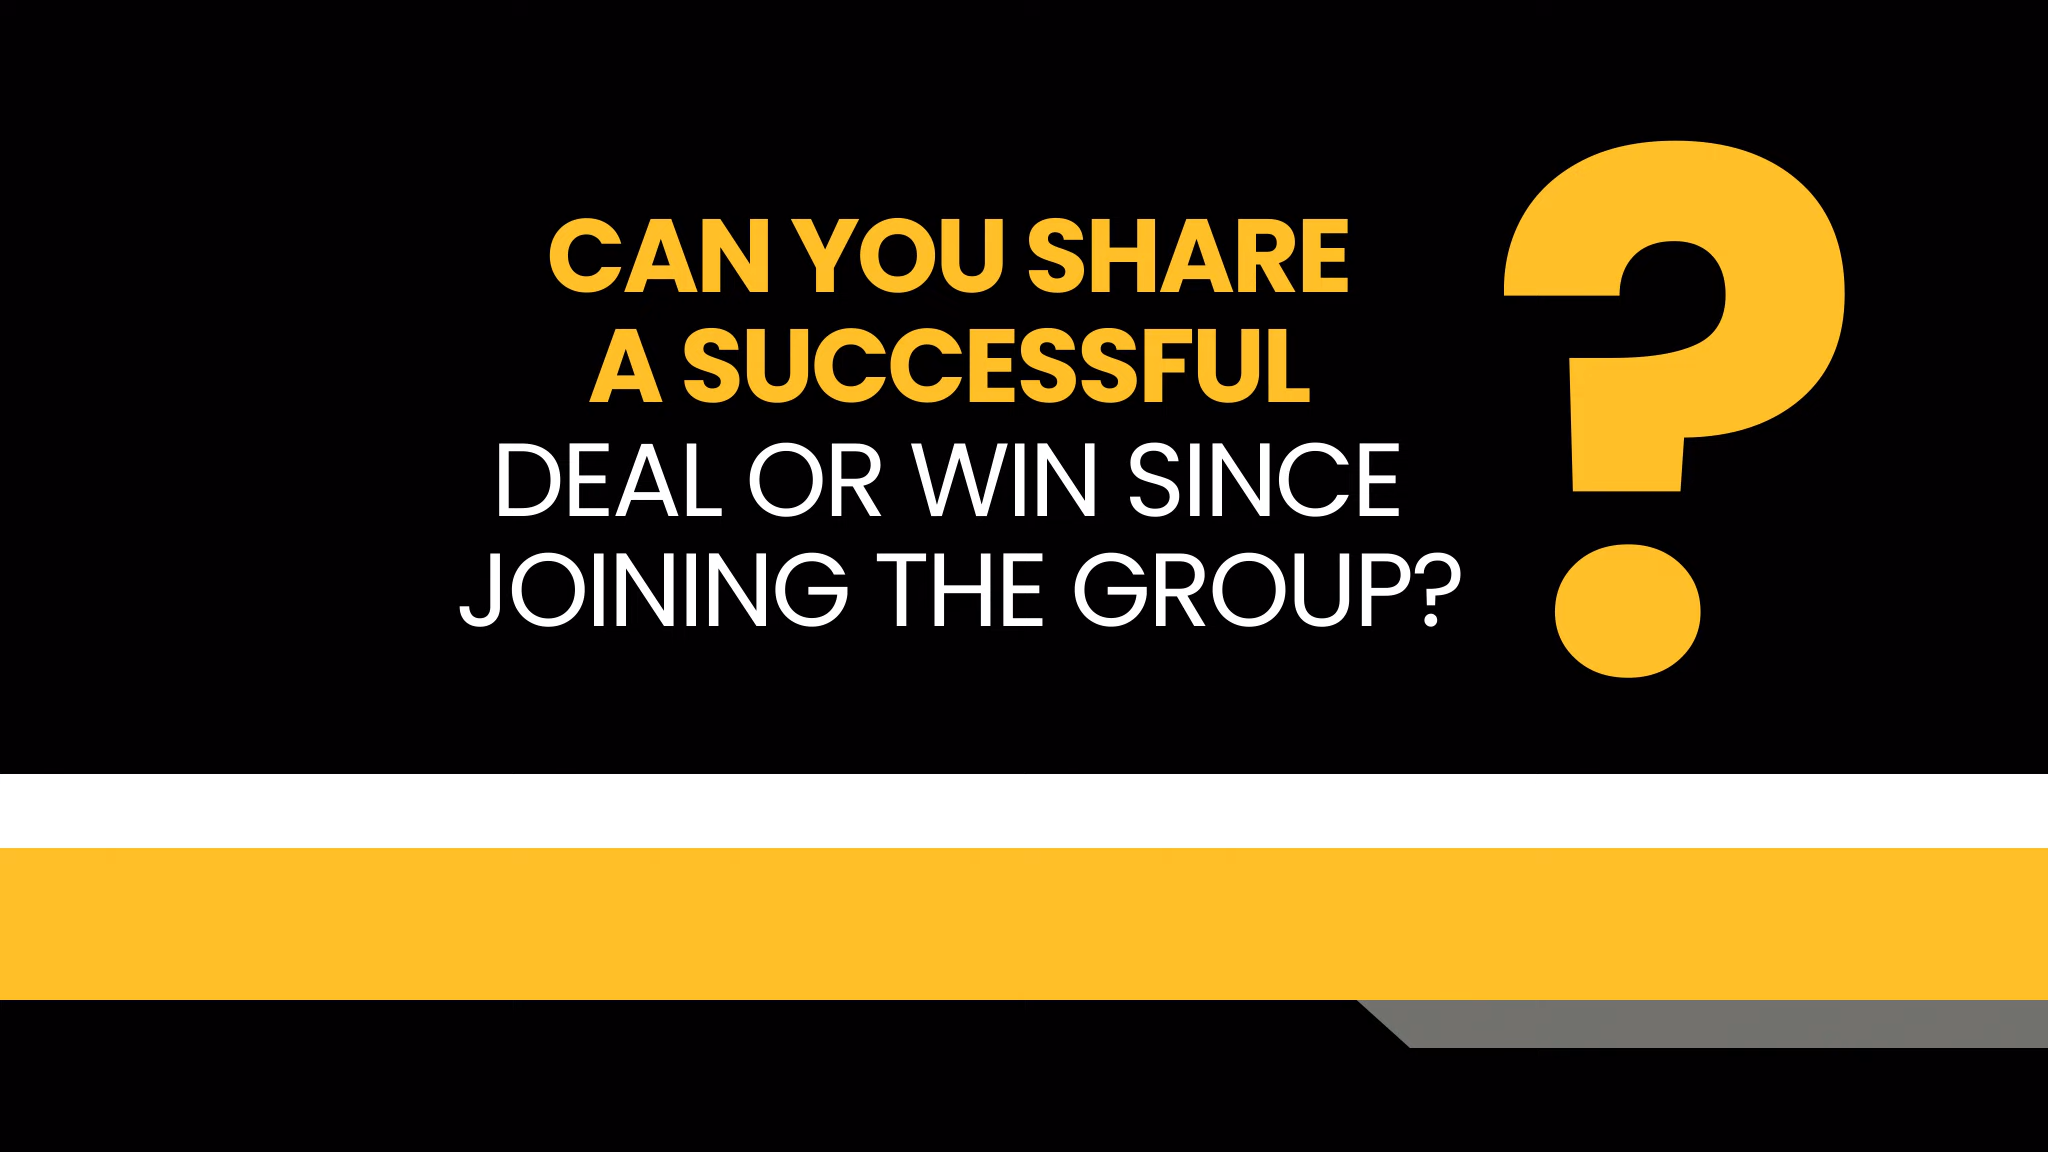 CAN YOU SHARE
A SUCCESSFUL
DEAL OR WIN SINCE
JOINING THE GROUP?
?